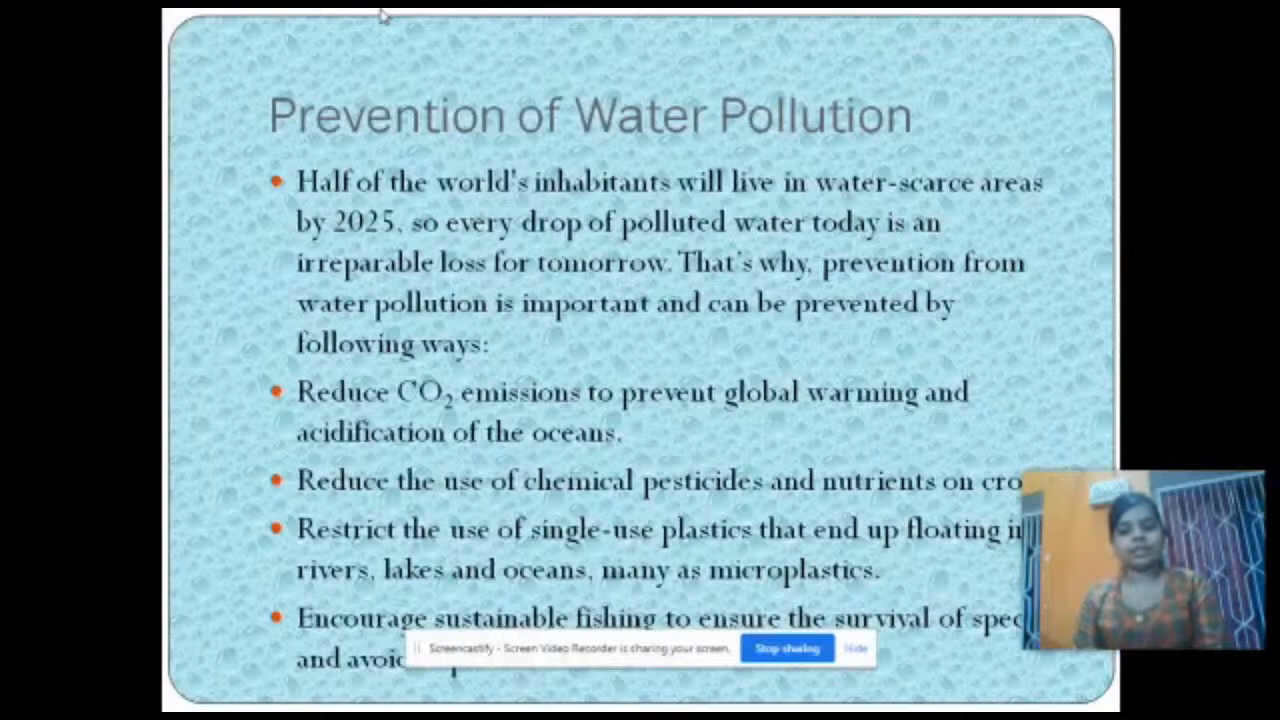 Prevention of Water Pollution
• Half of the world's inhabitants will live in water-scarce areas
by 2025, so every drop of polluted water today is an
irreparable loss for tomorrow. That's why, prevention from
water pollution is important and can be prevented by
following ways:
• Reduce CO₂ emissions to prevent global warming and
acidification of the oceans.
• Reduce the use of chemical pesticides and nutrients on
• Restrict the use of single-use plastics that end up floating in
rivers, lakes and oceans, many as microplastics.
• Encourage sustainable fishing to ensure the survival of
and
Screencastify - Screen Video Recorder is sharing your screen.
Stop sharing
Hide